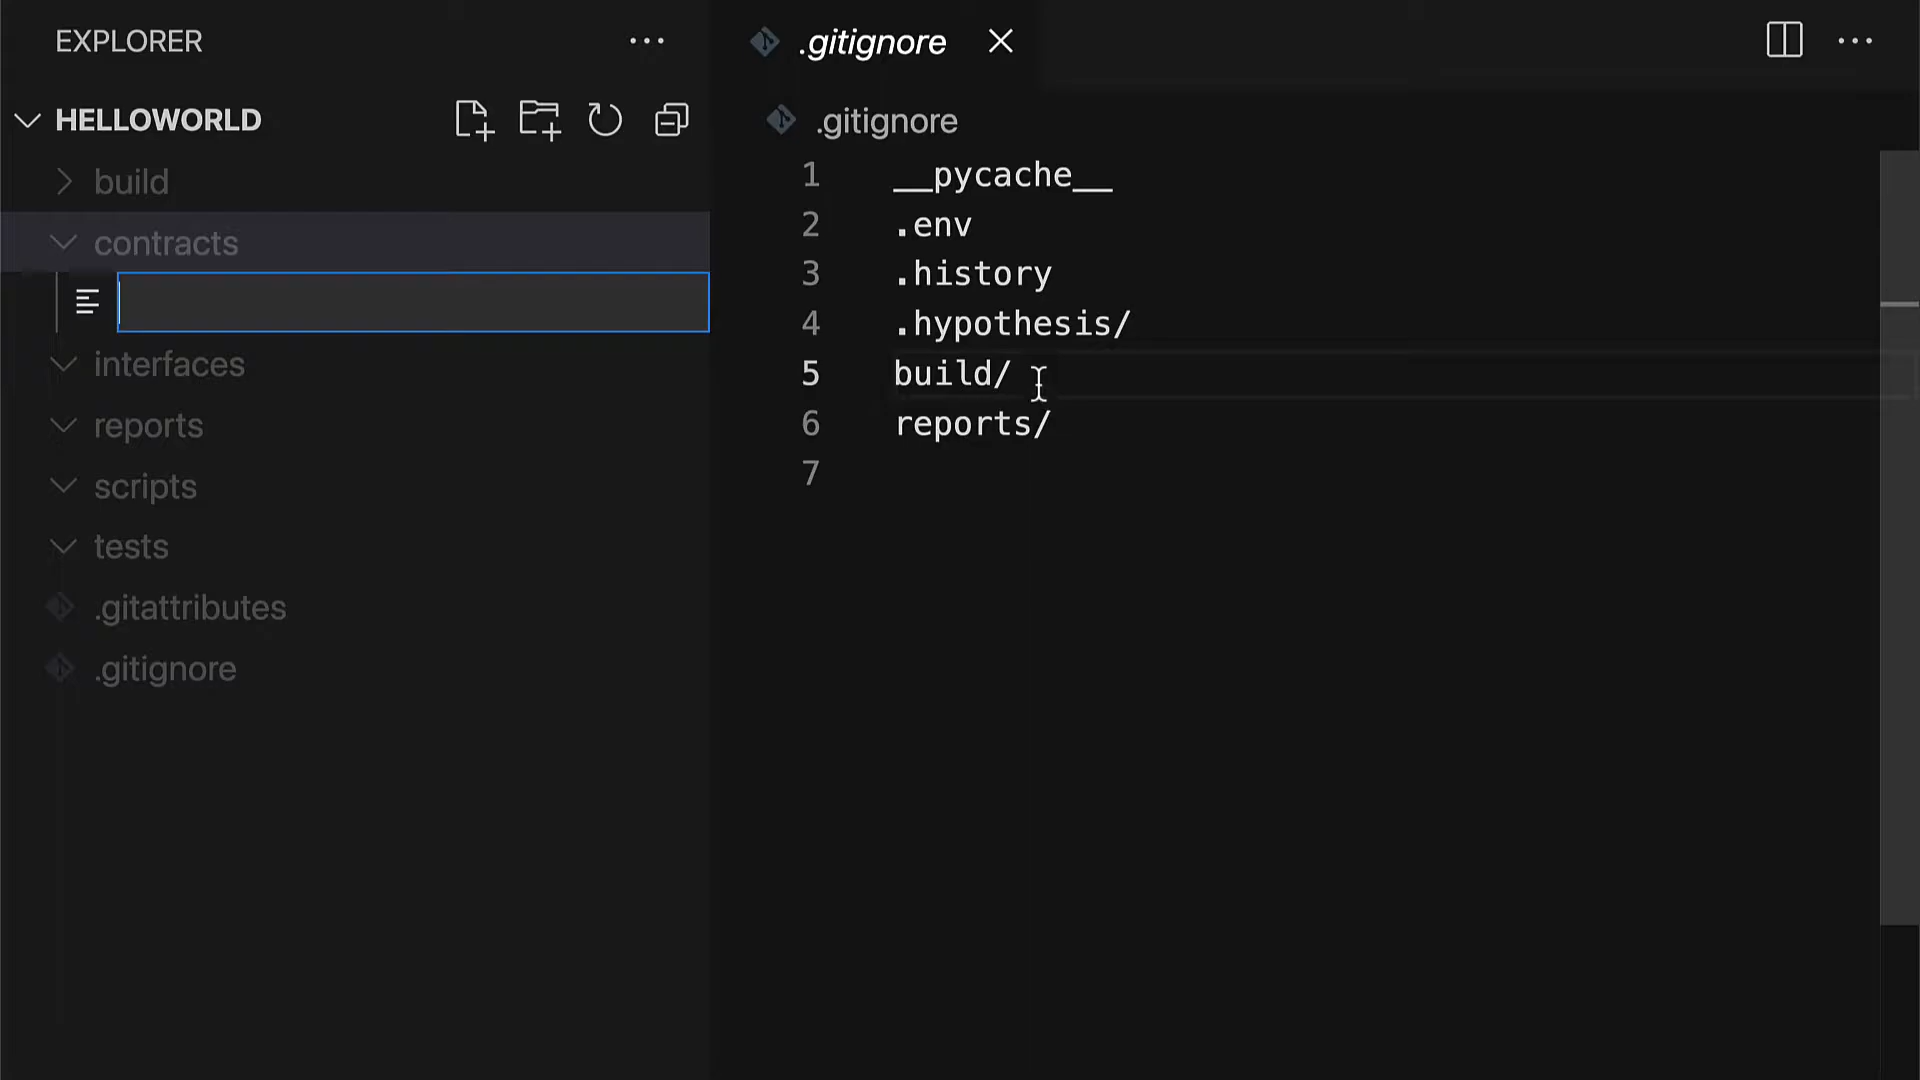 EXPLORER
HELLOWORLD
build
contracts
interfaces
reports
scripts
tests
.gitattributes
.gitignore
.gitignore
.gitignore
1 __pycache__
2 .env
3 .history
4 .hypothesis/
5 build/
6 reports/
7